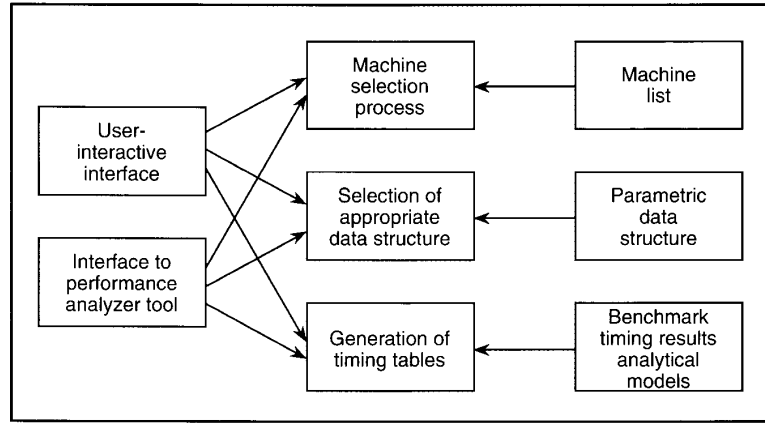 User-
interactive
interface
Interface to
performance
analyzer tool
Machine
selection
process
Selection of
appropriate
data structure
Generation of
timing tables
Machine
list
Parametric
data
structure
Benchmark
timing results
analytical
models